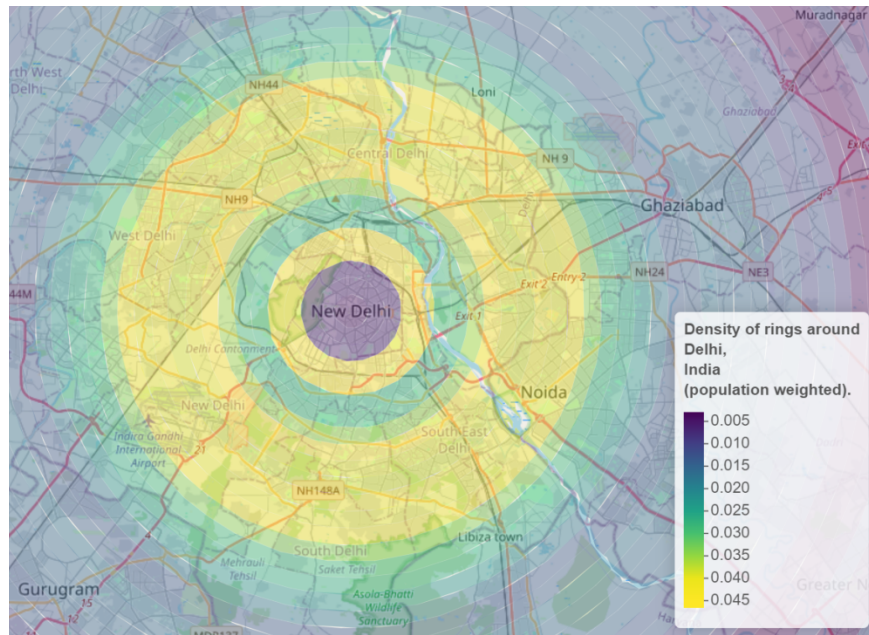 Muradnagar
rth West
Delhi
NH44
Loni
Ghaziabad
Central Delhi
NH 9
NH9
Ghaziabad
West Delhi
44M
NH24
NE3
Exit 2
Entry 2
New Delhi
Exit 1
Delhi Cantonment
Density of rings around
Delhi,
India
(population weighted).
Noida
New Delhi
South East
Delhi
Indira Gandhi
International
Airport
21
0.005
0.010
0.015
0.020
0.025
0.030
0.035
0.040
0.045
NH148A
Libiza town
South Delhi
Mehrauli
Tehsil
Saket Tehsil
Gurugram
Asola-Bhatti
Wildlife
Sanctuary
Greater N
15
12